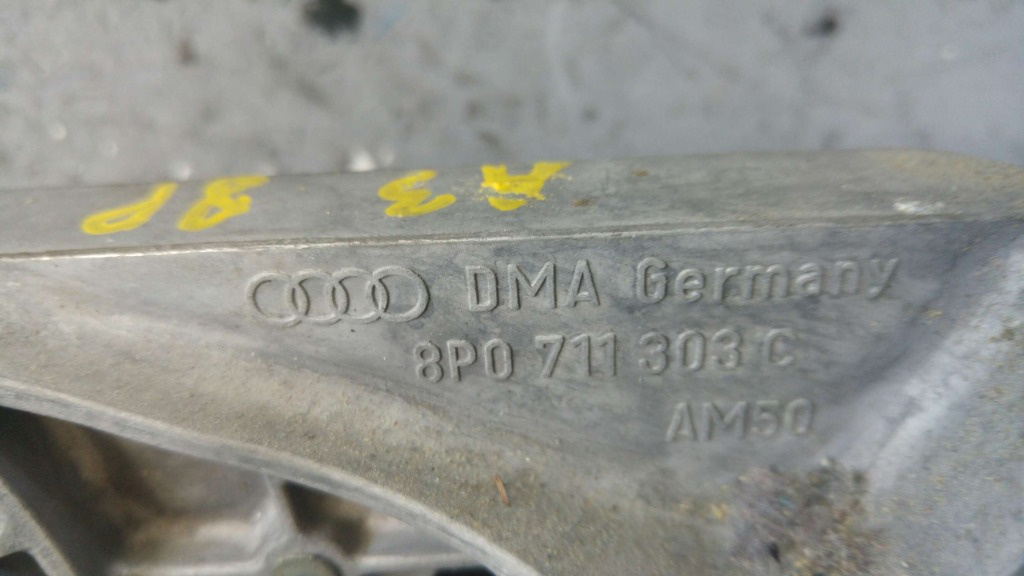 8P A3
DMA Germany
8P0 711 303 C
AM50